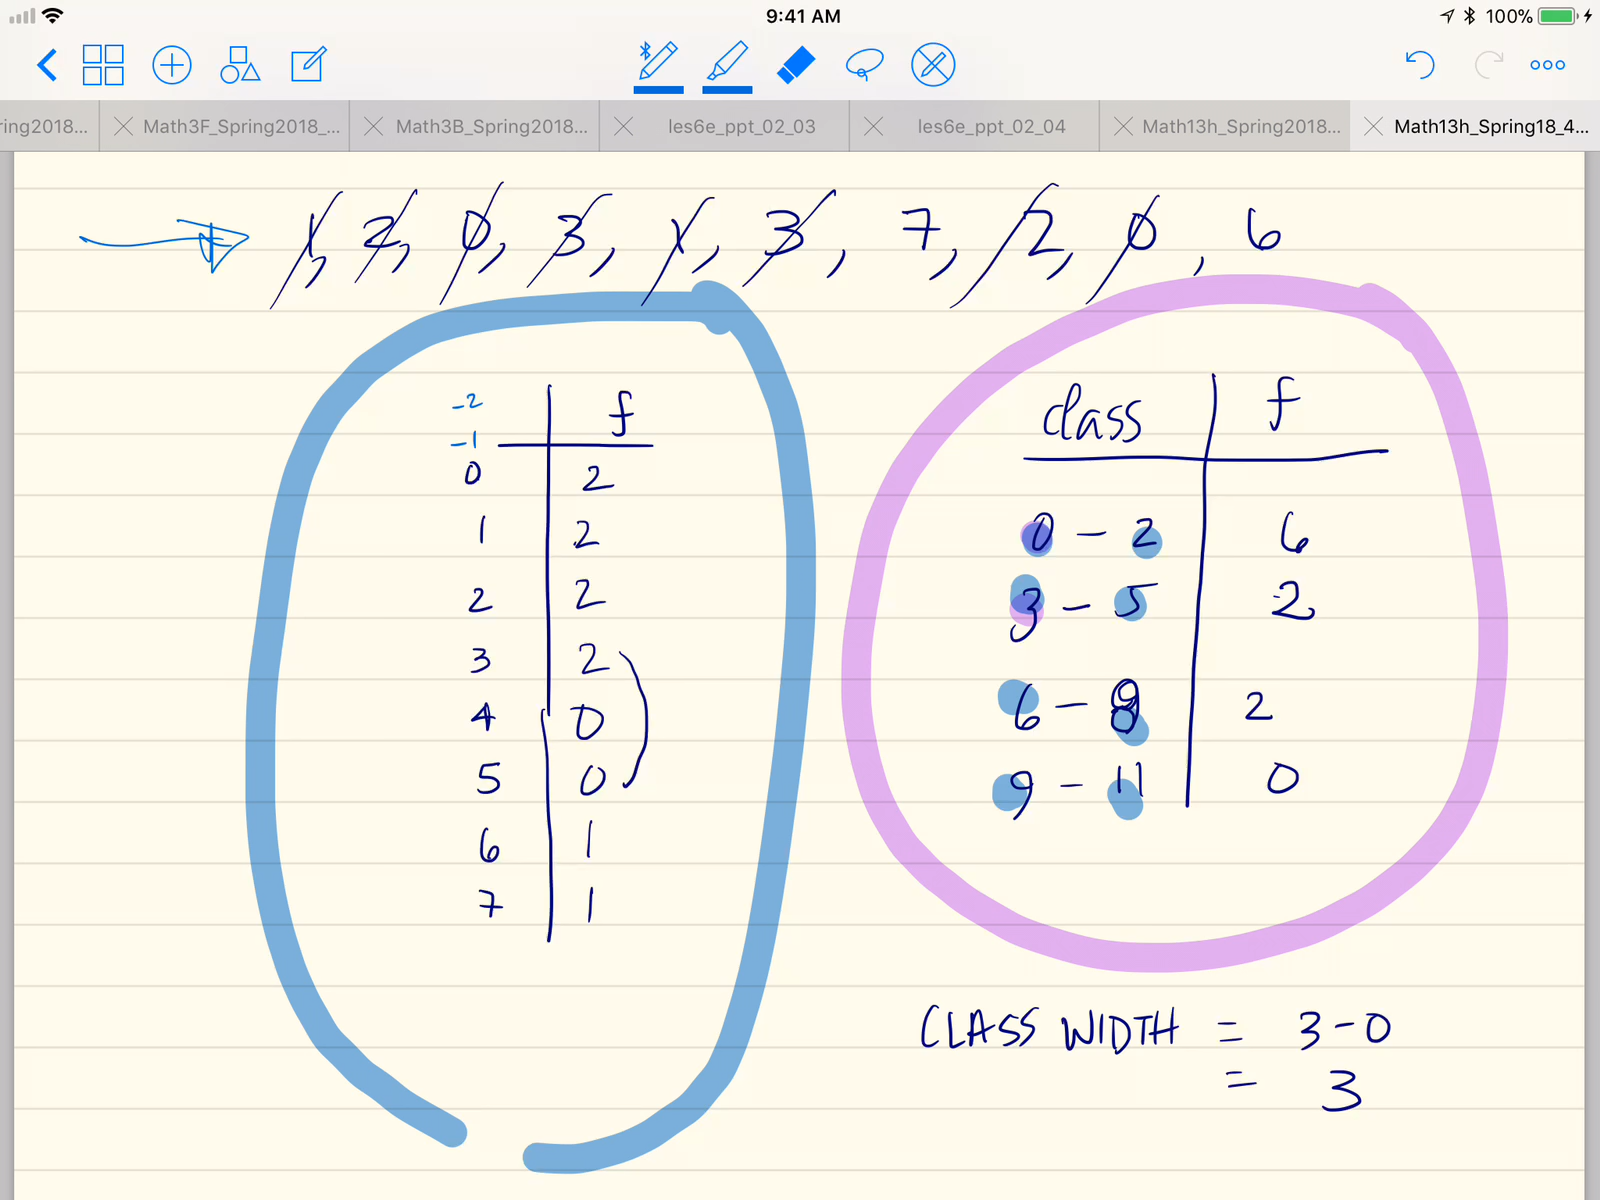 9:41 AM
100%
ring2018... Math3F_Spring2018_... Math3B_Spring2018... les6e_ppt_02_03 les6e_ppt_02_04 Math13h_Spring2018... Math13h_Spring18_4...
1, 2, 0, 3, 1, 3, 7, 2, 0, 6
-2 f
-1
0 2
1 2
2 2
3 2
4 0
5 0
6 1
7 1
class f
0 - 2 6
3 - 5 2
6 - 8 2
9 - 11 0
CLASS WIDTH = 3-0
= 3